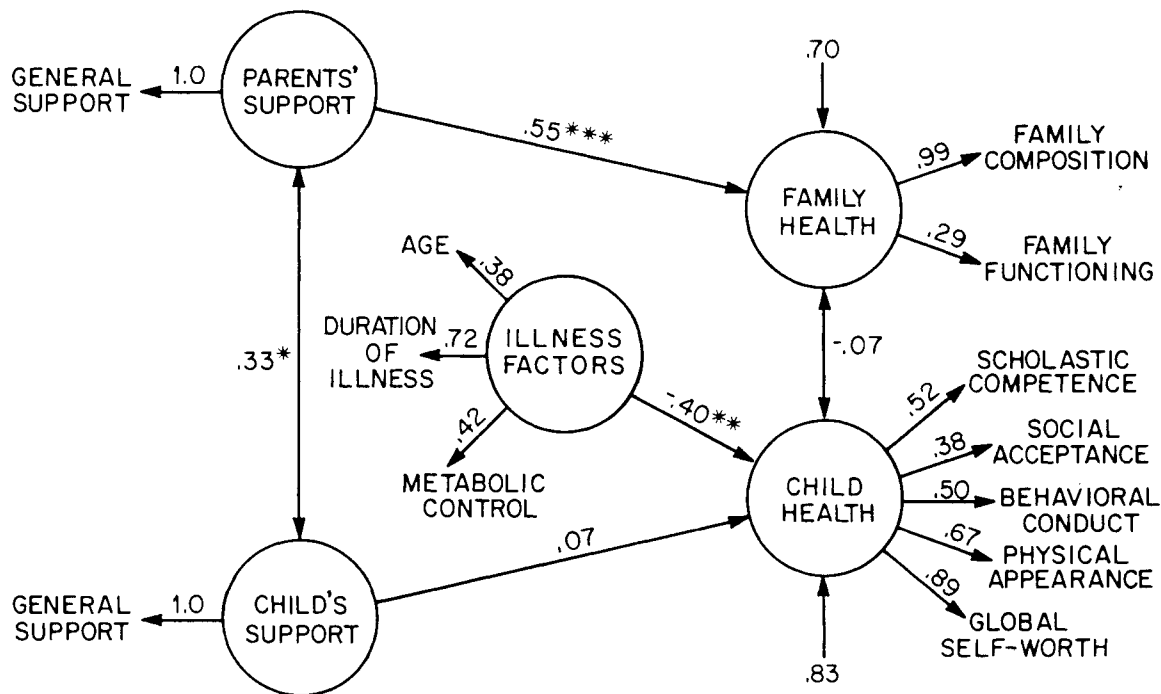 .70
GENERAL
SUPPORT
1.0
PARENTS'
SUPPORT
.55***
FAMILY
HEALTH
.99
FAMILY
COMPOSITION
.29
FAMILY
FUNCTIONING
AGE
.38
DURATION
OF
ILLNESS
.72
ILLNESS
FACTORS
.42
METABOLIC
CONTROL
.33*
-.40**
-.07
CHILD
HEALTH
.52
SCHOLASTIC
COMPETENCE
.38
SOCIAL
ACCEPTANCE
.50
BEHAVIORAL
CONDUCT
.67
PHYSICAL
APPEARANCE
.89
GLOBAL
SELF-WORTH
.07
GENERAL
SUPPORT
1.0
CHILD'S
SUPPORT
.83